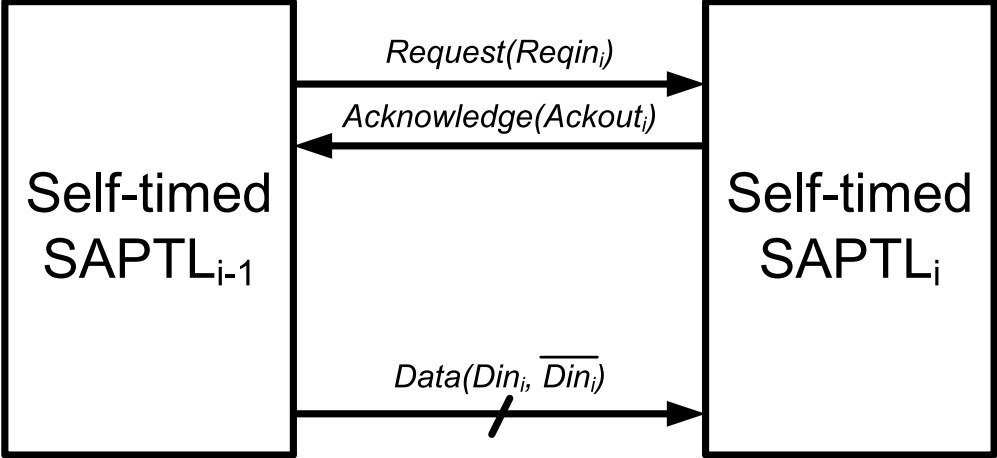 Request(Reqinᵢ)
Acknowledge(Ackoutᵢ)
Self-timed
SAPTLᵢ₋₁
Self-timed
SAPTLᵢ
Data(Dinᵢ, D̅i̅n̅ᵢ̅)